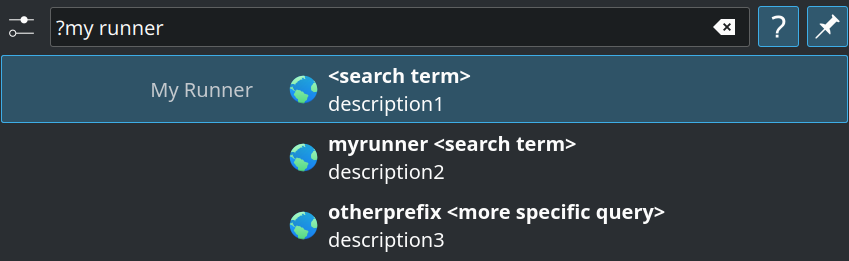 ?my runner
?
My Runner
<search term>
description1
myrunner <search term>
description2
otherprefix <more specific query>
description3